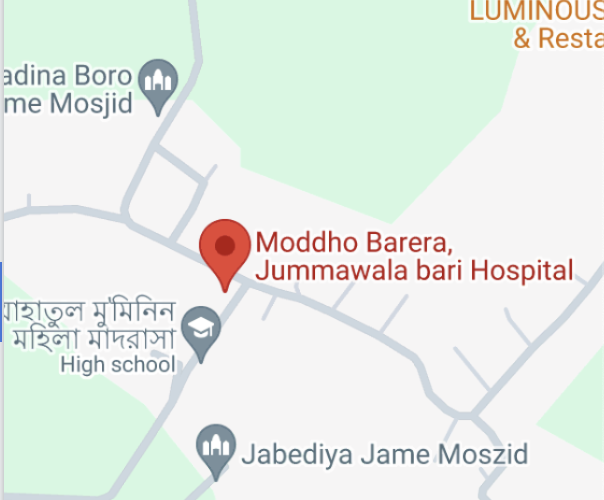 LUMINOUS
& Resta
adina Boro
me Mosjid
Moddho Barera,
Jummawala bari Hospital
যাহাতুল মু'মিনিন
মহিলা মাদরাসা
High school
Jabediya Jame Moszid